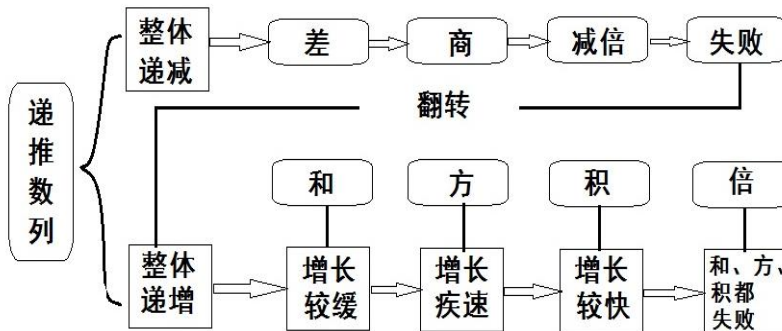 递推数列
整体递减
差
商
减倍
失败
翻转
和
方
积
倍
整体递增
增长较缓
增长疾速
增长较快
和、方、积都失败